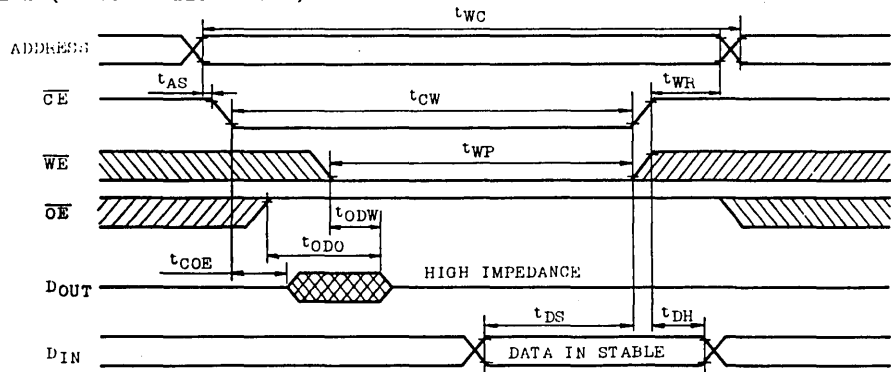 tWC
ADDRESS
tAS
tCW
tWR
CE
tWP
WE
OE
tODW
tODO
tCOE
HIGH IMPEDANCE
DOUT
tDS
tDH
DIN
DATA IN STABLE